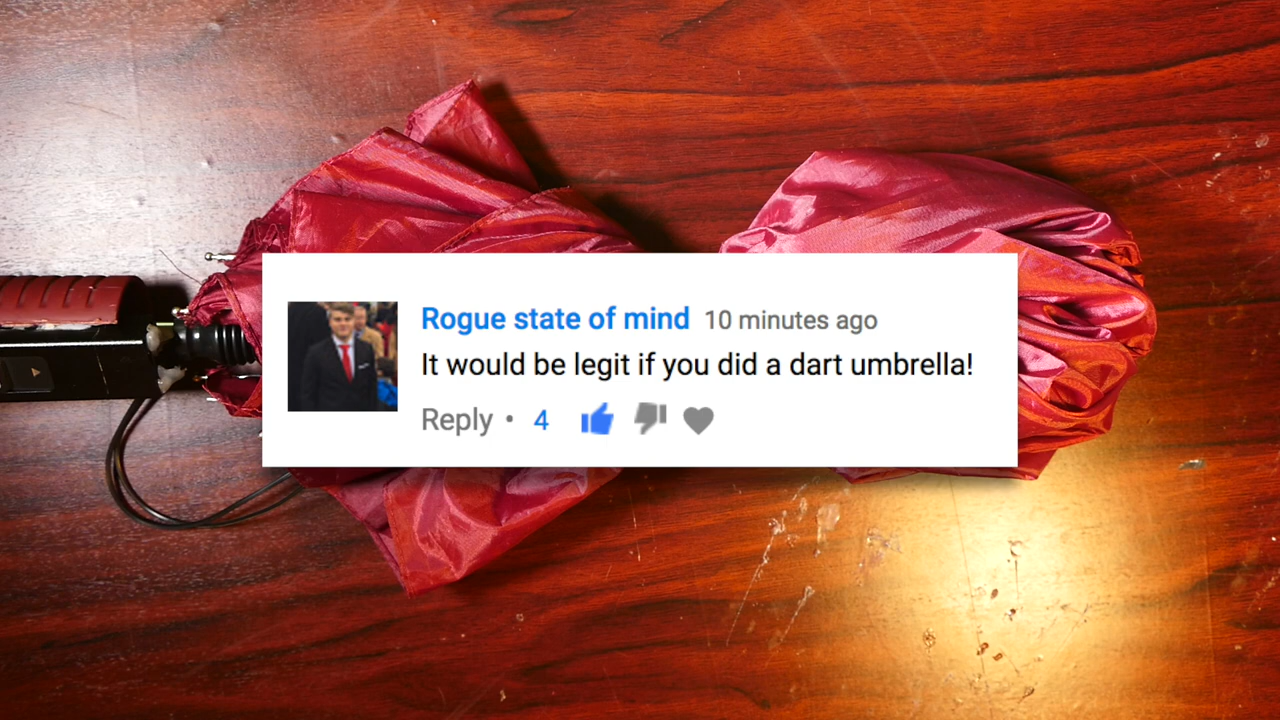 Rogue state of mind 10 minutes ago
It would be legit if you did a dart umbrella!
Reply • 4